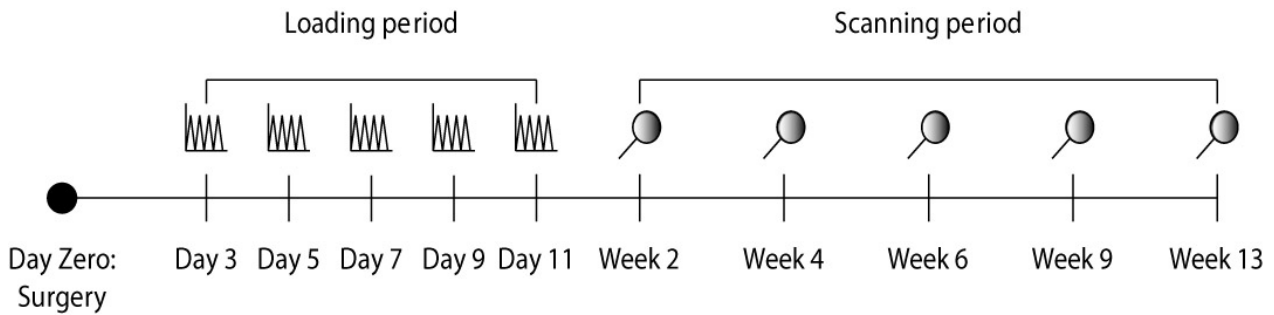 Loading period
Scanning period
Day Zero:
Surgery
Day 3
Day 5
Day 7
Day 9
Day 11
Week 2
Week 4
Week 6
Week 9
Week 13